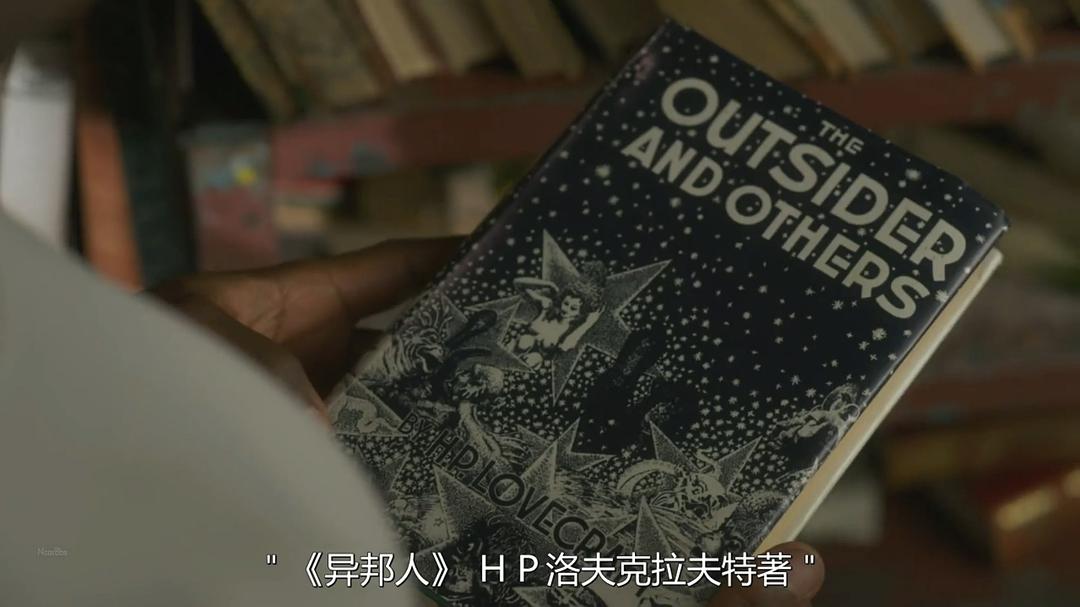 THE
OUTSIDER
AND OTHERS
BY H.P. LOVECR
"《异邦人》 H P 洛夫克拉夫特著"